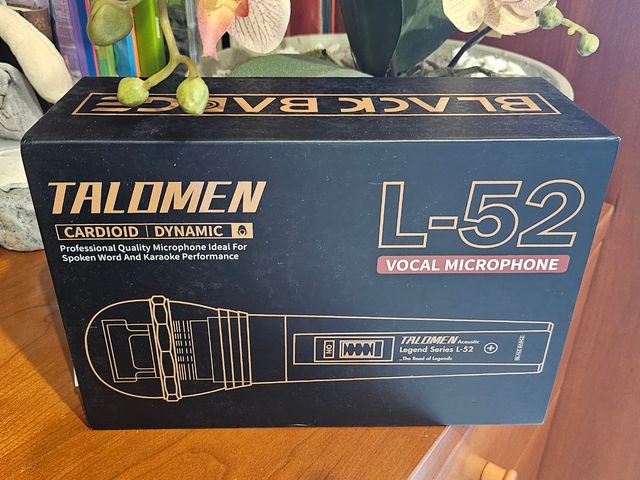 BLACK BADGE
TALOMEN
CARDIOID | DYNAMIC
Professional Quality Microphone Ideal For
Spoken Word And Karaoke Performance
L-52
VOCAL MICROPHONE
ON
TALOMEN Acoustic
Legend Series L-52
...The Road of Legends
BLACK BADGE